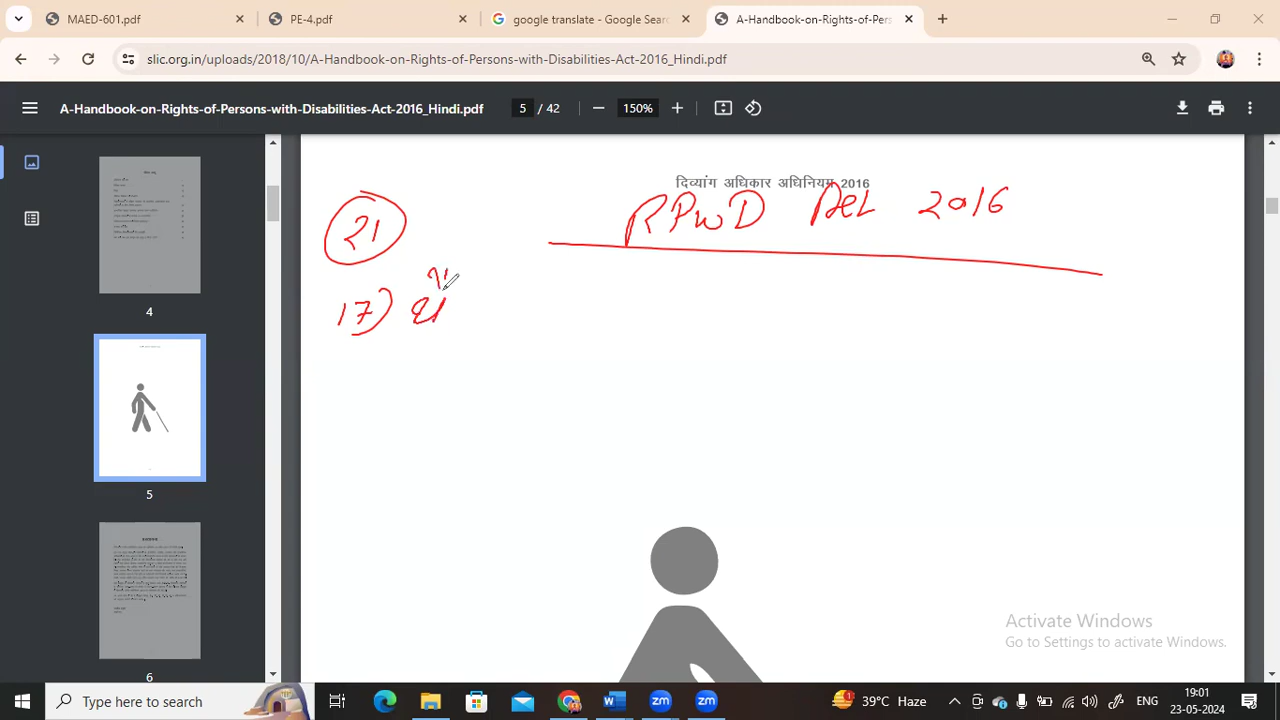 MAED-601.pdf
PE-4.pdf
google translate - Google Sear
A-Handbook-on-Rights-of-Pers
slic.org.in/uploads/2018/10/A-Handbook-on-Rights-of-Persons-with-Disabilities-Act-2016_Hindi.pdf
A-Handbook-on-Rights-of-Persons-with-Disabilities-Act-2016_Hindi.pdf
5 / 42
150%
दिव्यांग अधिकार अधिनियम 2016
RPwD Act 2016
21
17)
4
5
6
Activate Windows
Go to Settings to activate Windows.
Type here to search
1
39°C Haze
ENG
19:01
23-05-2024